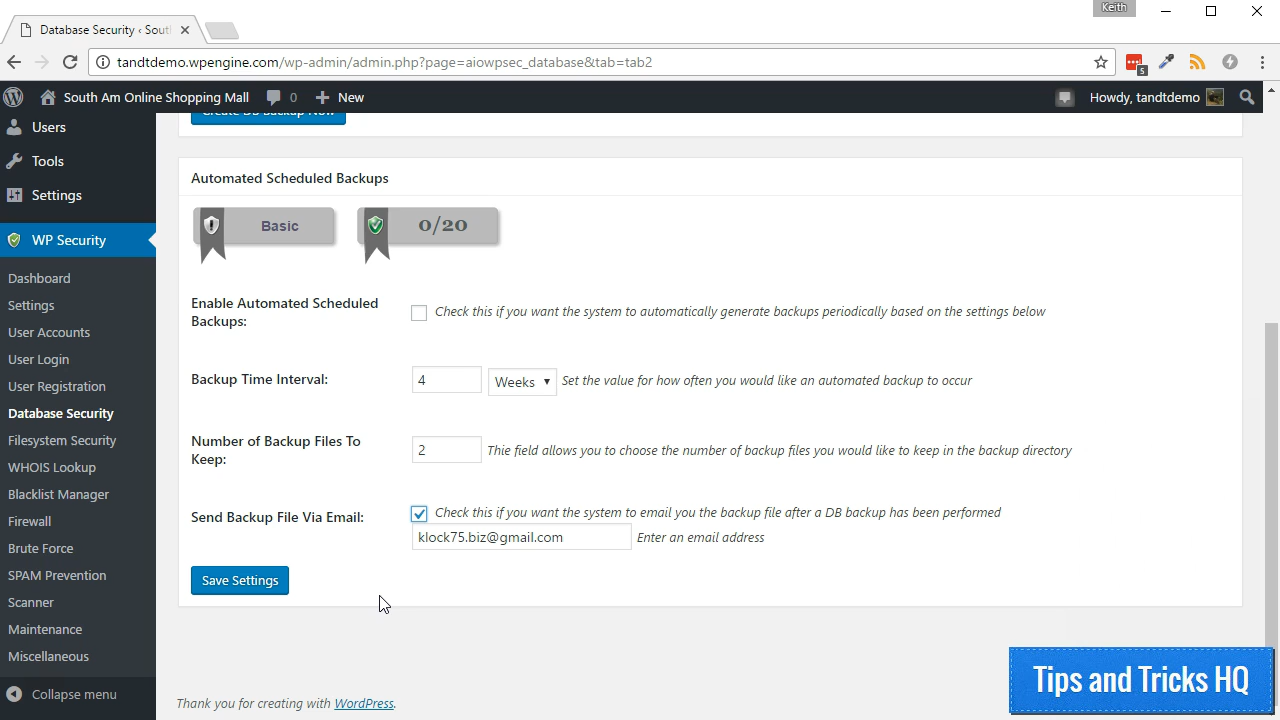 Keith
Database Security ‹ Sout
tandtdemo.wpengine.com/wp-admin/admin.php?page=aiowpsec_database&tab=tab2
5
South Am Online Shopping Mall 0 New Howdy, tandtdemo
Users
Tools
Settings
WP Security
Dashboard
Settings
User Accounts
User Login
User Registration
Database Security
Filesystem Security
WHOIS Lookup
Blacklist Manager
Firewall
Brute Force
SPAM Prevention
Scanner
Maintenance
Miscellaneous
Collapse menu
Create DB Backup Now
Automated Scheduled Backups
Basic 0/20
Enable Automated Scheduled
Backups:
Check this if you want the system to automatically generate backups periodically based on the settings below
Backup Time Interval: 4 Weeks Set the value for how often you would like an automated backup to occur
Number of Backup Files To
Keep:
2 Thie field allows you to choose the number of backup files you would like to keep in the backup directory
Send Backup File Via Email: Check this if you want the system to email you the backup file after a DB backup has been performed
klock75.biz@gmail.com Enter an email address
Save Settings
Thank you for creating with WordPress.
Tips and Tricks HQ